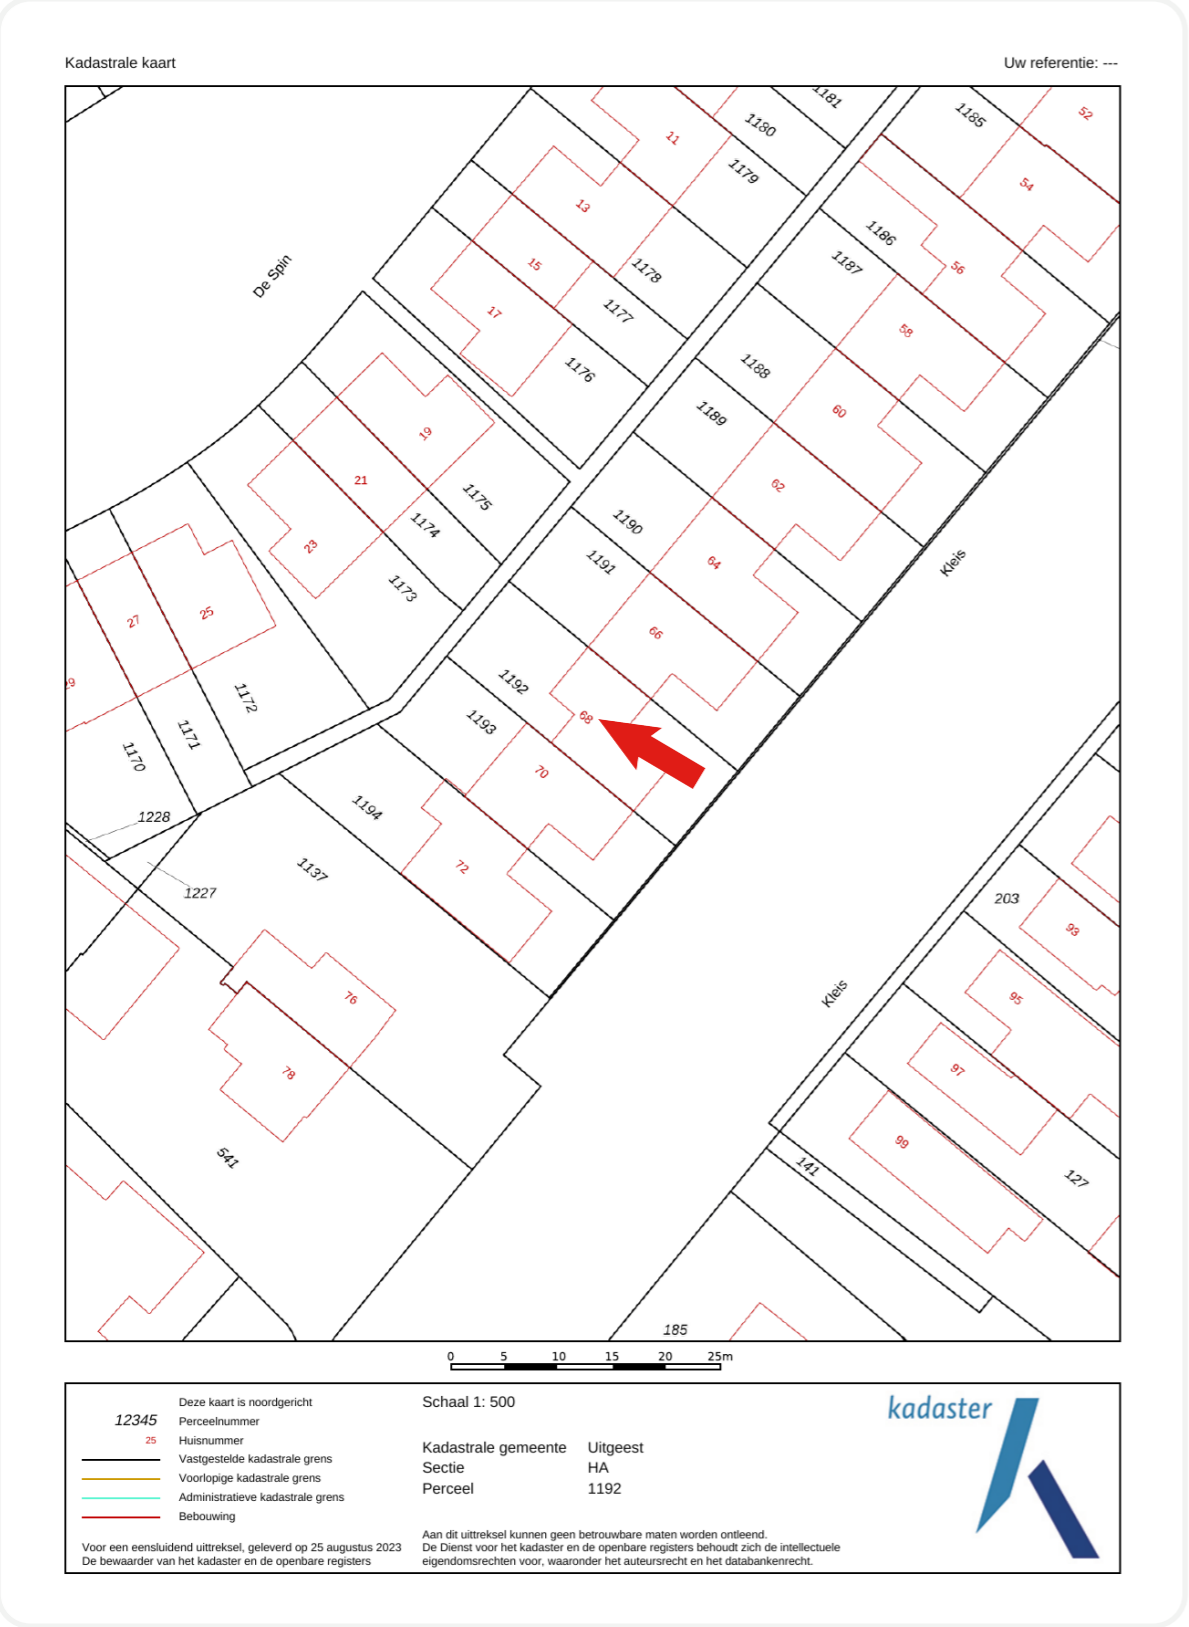 Kadastrale kaart
Uw referentie: ---
1181
1185
52
11
1180
1179
54
13
1186
56
15
1178
1187
De Spin
17
1177
58
1176
1188
60
19
1189
21
1175
62
1174
1190
23
1191
64
Kleis
1173
27
25
66
29
1172
1192
68
1171
1193
1170
70
1194
1228
72
1137
1227
203
93
76
Kleis
95
78
97
99
541
141
127
185
0 5 10 15 20 25m
Deze kaart is noordgericht
12345 Perceelnummer
25 Huisnummer
Vastgestelde kadastrale grens
Voorlopige kadastrale grens
Administratieve kadastrale grens
Bebouwing
Voor een eensluidend uittreksel, geleverd op 25 augustus 2023
De bewaarder van het kadaster en de openbare registers
Schaal 1: 500
Kadastrale gemeente Uitgeest
Sectie HA
Perceel 1192
Aan dit uittreksel kunnen geen betrouwbare maten worden ontleend.
De Dienst voor het kadaster en de openbare registers behoudt zich de intellectuele
eigendomsrechten voor, waaronder het auteursrecht en het databankenrecht.
kadaster